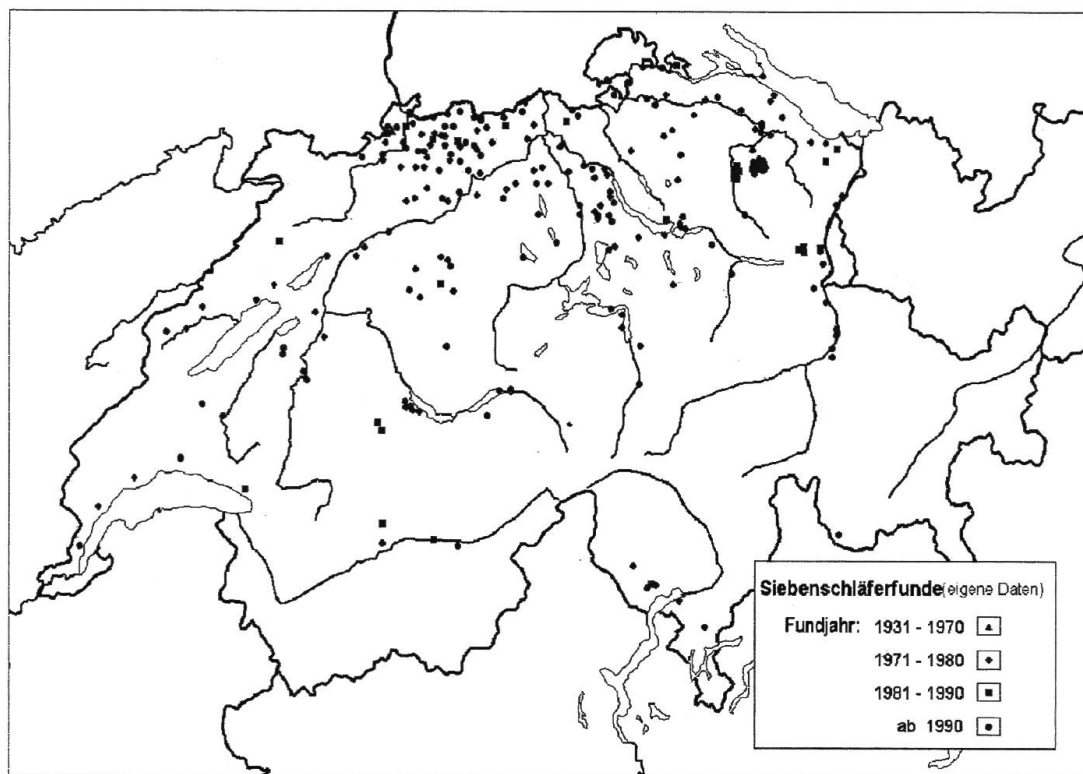 Siebenschläferfunde(eigene Daten)
Fundjahr: 1931 - 1970
1971 - 1980
1981 - 1990
ab 1990